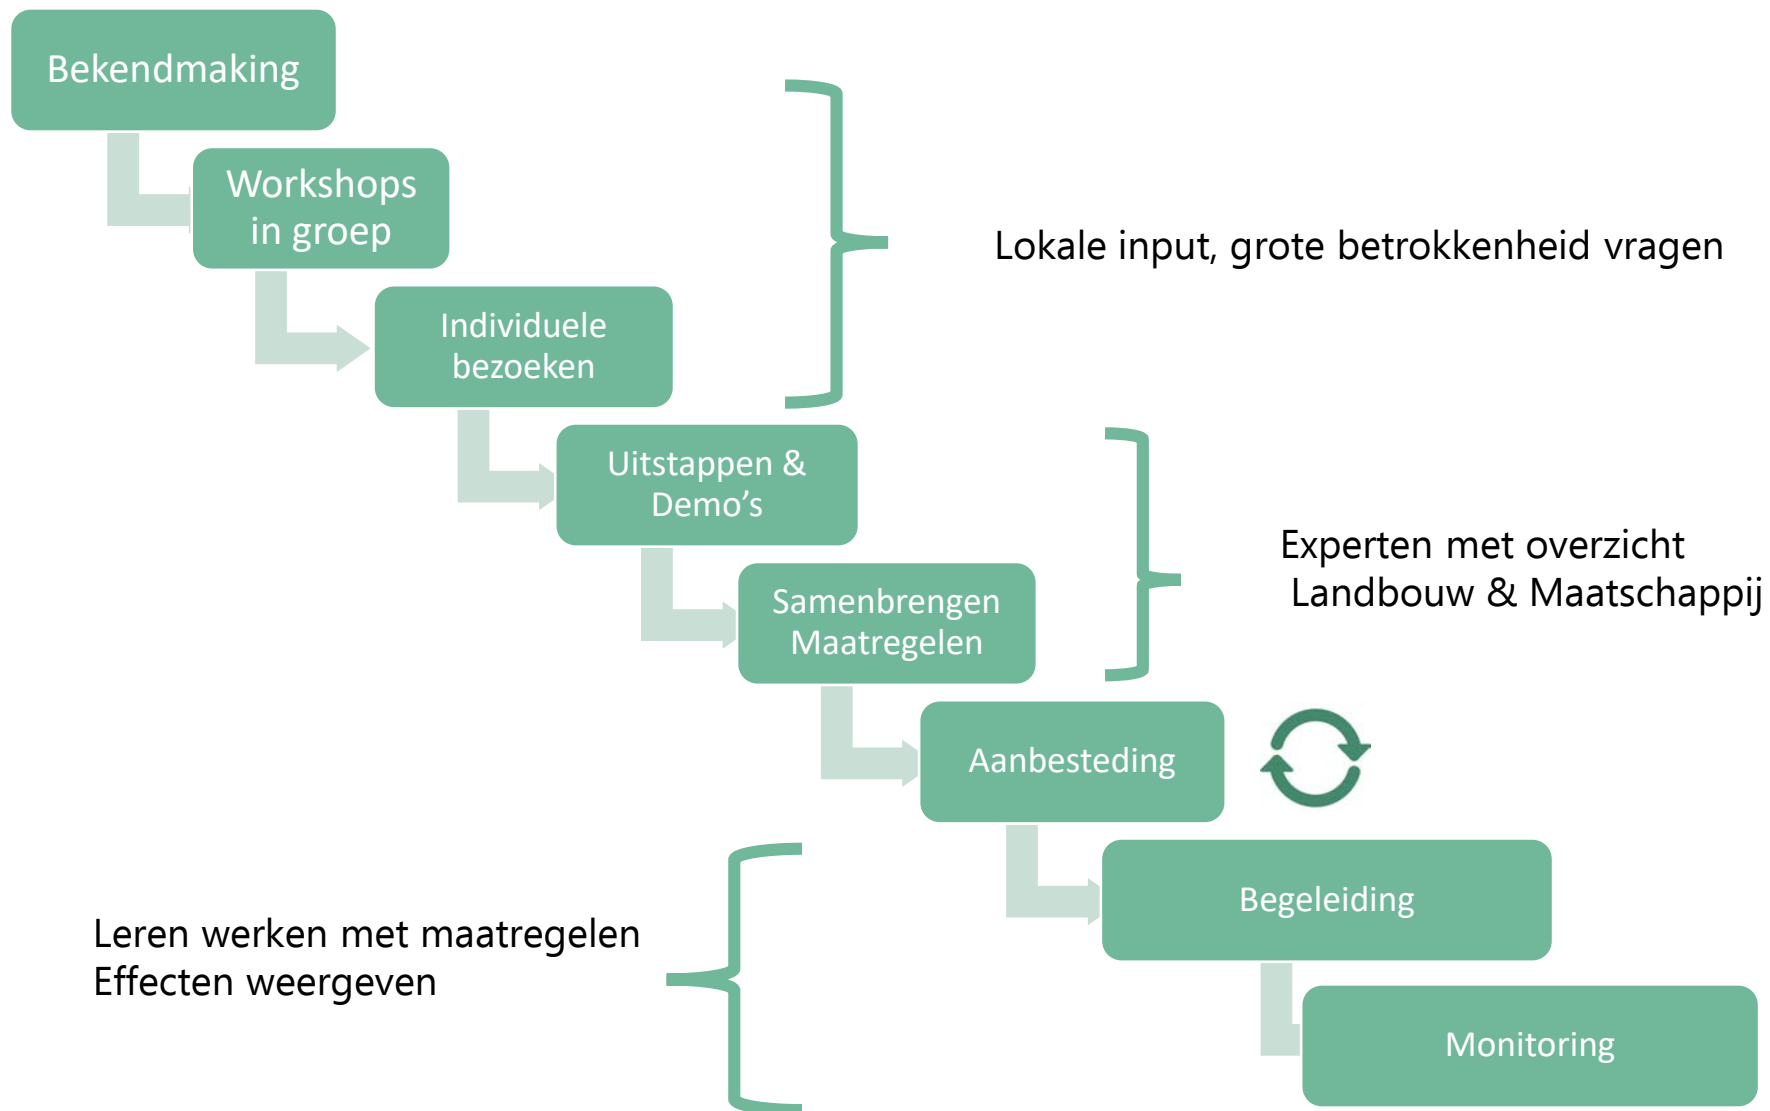 Bekendmaking
Workshops
in groep
Lokale input, grote betrokkenheid vragen
Individuele
bezoeken
Uitstappen &
Demo’s
Experten met overzicht
Landbouw & Maatschappij
Samenbrengen
Maatregelen
Aanbesteding
Begeleiding
Leren werken met maatregelen
Effecten weergeven
Monitoring